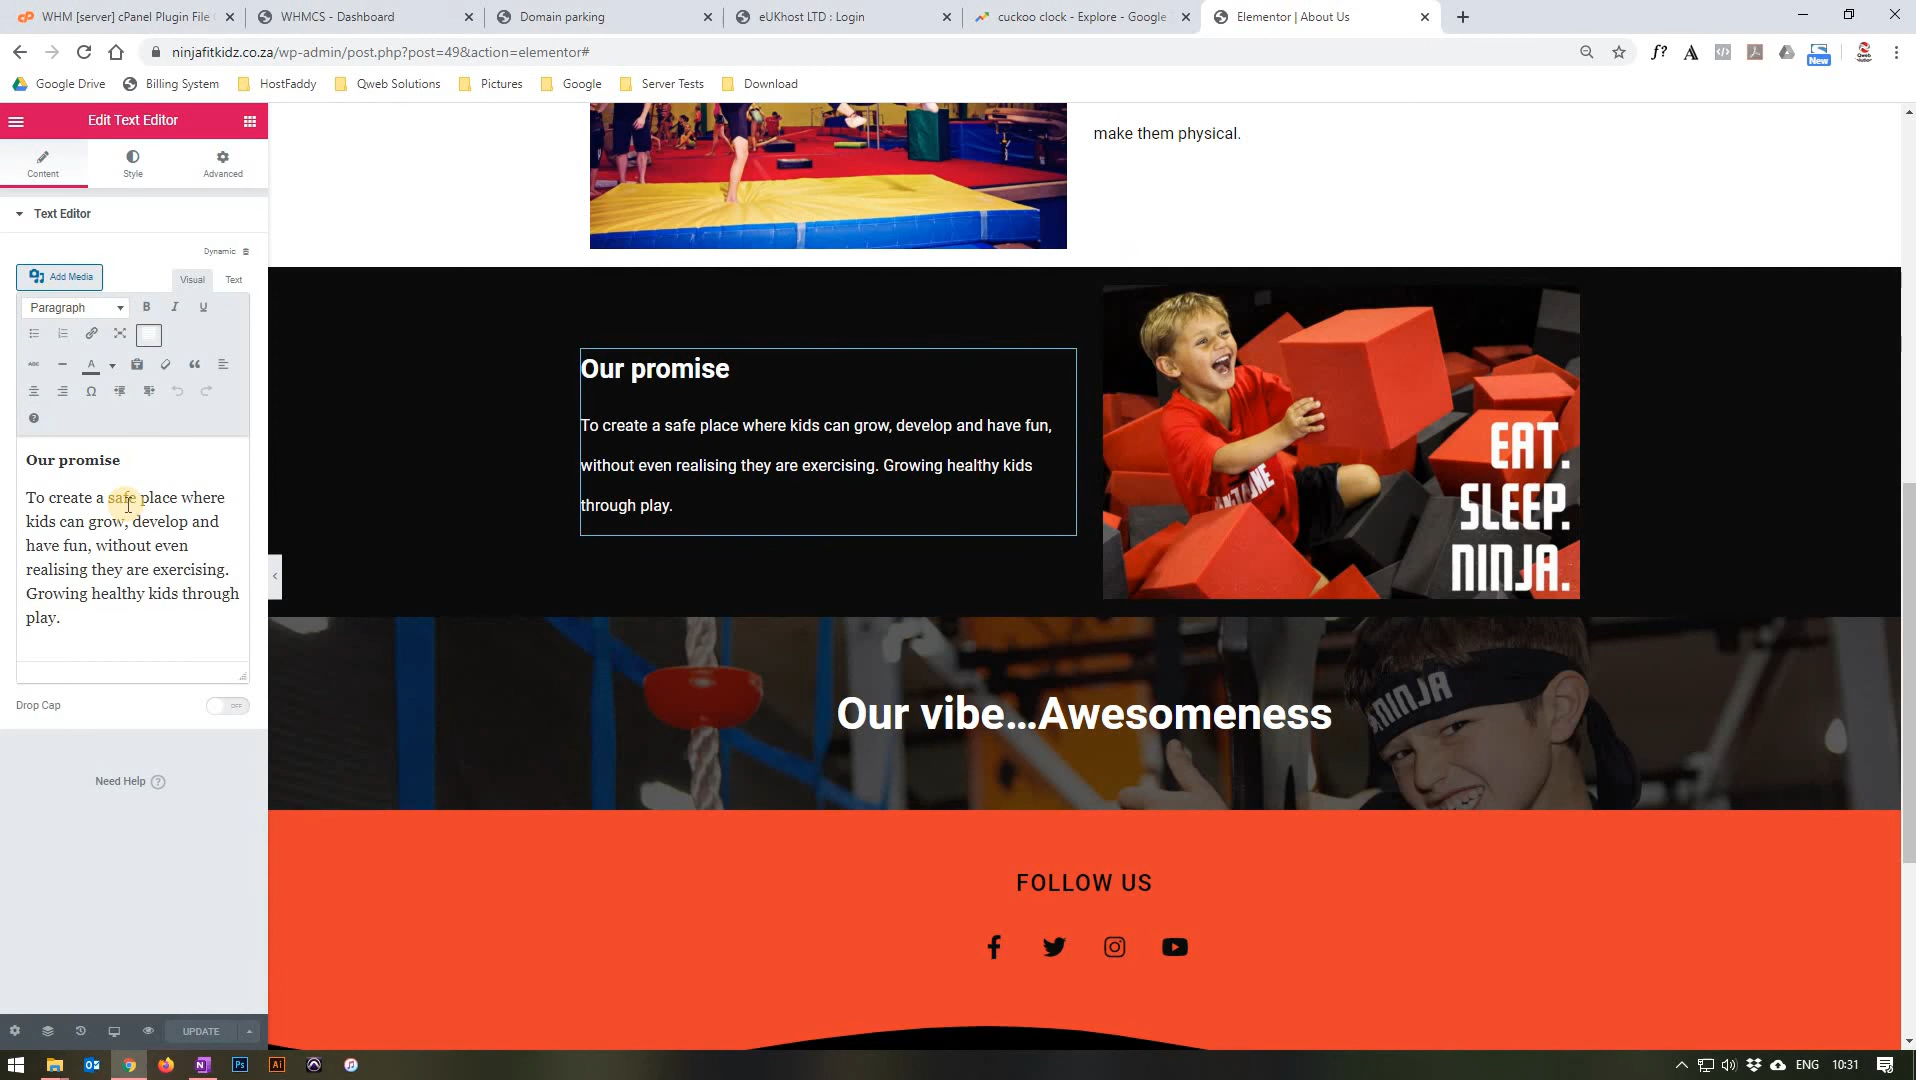 WHM [server] cPanel Plugin File
WHMCS - Dashboard
Domain parking
eUKhost LTD : Login
cuckoo clock - Explore - Google
Elementor | About Us
ninjafitkidz.co.za/wp-admin/post.php?post=49&action=elementor#
New
Google Drive
Billing System
HostFaddy
Qweb Solutions
Pictures
Google
Server Tests
Download
Edit Text Editor
Content
Style
Advanced
Text Editor
Dynamic
Add Media
Visual
Text
Paragraph
B
I
U
ABC
A
Our promise
To create a safe place where
kids can grow, develop and
have fun, without even
realising they are exercising.
Growing healthy kids through
play.
Drop Cap
OFF
Need Help
UPDATE
make them physical.
Our promise
To create a safe place where kids can grow, develop and have fun,
without even realising they are exercising. Growing healthy kids
through play.
EAT.
SLEEP.
NINJA.
Our vibe…Awesomeness
FOLLOW US
ENG
10:31